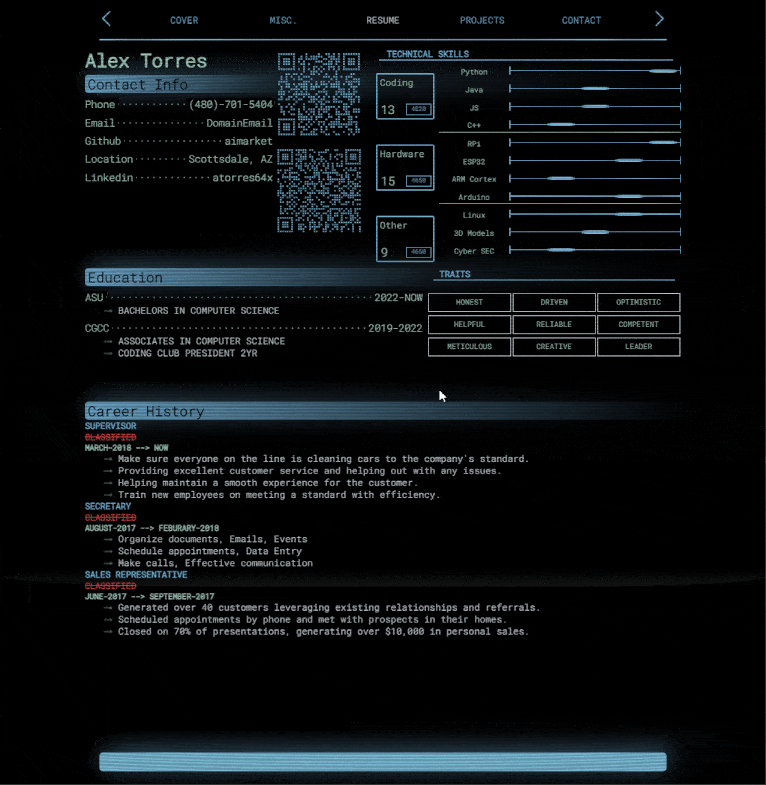 COVER MISC. RESUME PROJECTS CONTACT
Alex Torres
Contact Info
Phone ··········· (480)-701-5404
Email ············ DomainEmail
Github ··············· aimarket
Location ········· Scottsdale, AZ
Linkedin ············· atorres64x
TECHNICAL SKILLS
Coding
13
Hardware
15
4650
Other
9
4650
Python
Java
JS
C++
RPi
ESP32
ARM Cortex
Arduino
Linux
3D Models
Cyber SEC
Education
ASU ················ 2022-NOW
→ BACHELORS IN COMPUTER SCIENCE
CGCC ··············· 2019-2022
→ ASSOCIATES IN COMPUTER SCIENCE
→ CODING CLUB PRESIDENT 2YR
TRAITS
HONEST DRIVEN OPTIMISTIC
HELPFUL RELIABLE COMPETENT
METICULOUS CREATIVE LEADER
Career History
SUPERVISOR
CLASSIFIED
MARCH-2018 --> NOW
→ Make sure everyone on the line is cleaning cars to the company's standard.
→ Providing excellent customer service and helping out with any issues.
→ Helping maintain a smooth experience for the customer.
→ Train new employees on meeting a standard with efficiency.
SECRETARY
CLASSIFIED
AUGUST-2017 --> FEBURARY-2018
→ Organize documents, Emails, Events
→ Schedule appointments, Data Entry
→ Make calls, Effective communication
SALES REPRESENTATIVE
CLASSIFIED
JUNE-2017 --> SEPTEMBER-2017
→ Generated over 40 customers leveraging existing relationships and referrals.
→ Scheduled appointments by phone and met with prospects in their homes.
→ Closed on 70% of presentations, generating over $10,000 in personal sales.